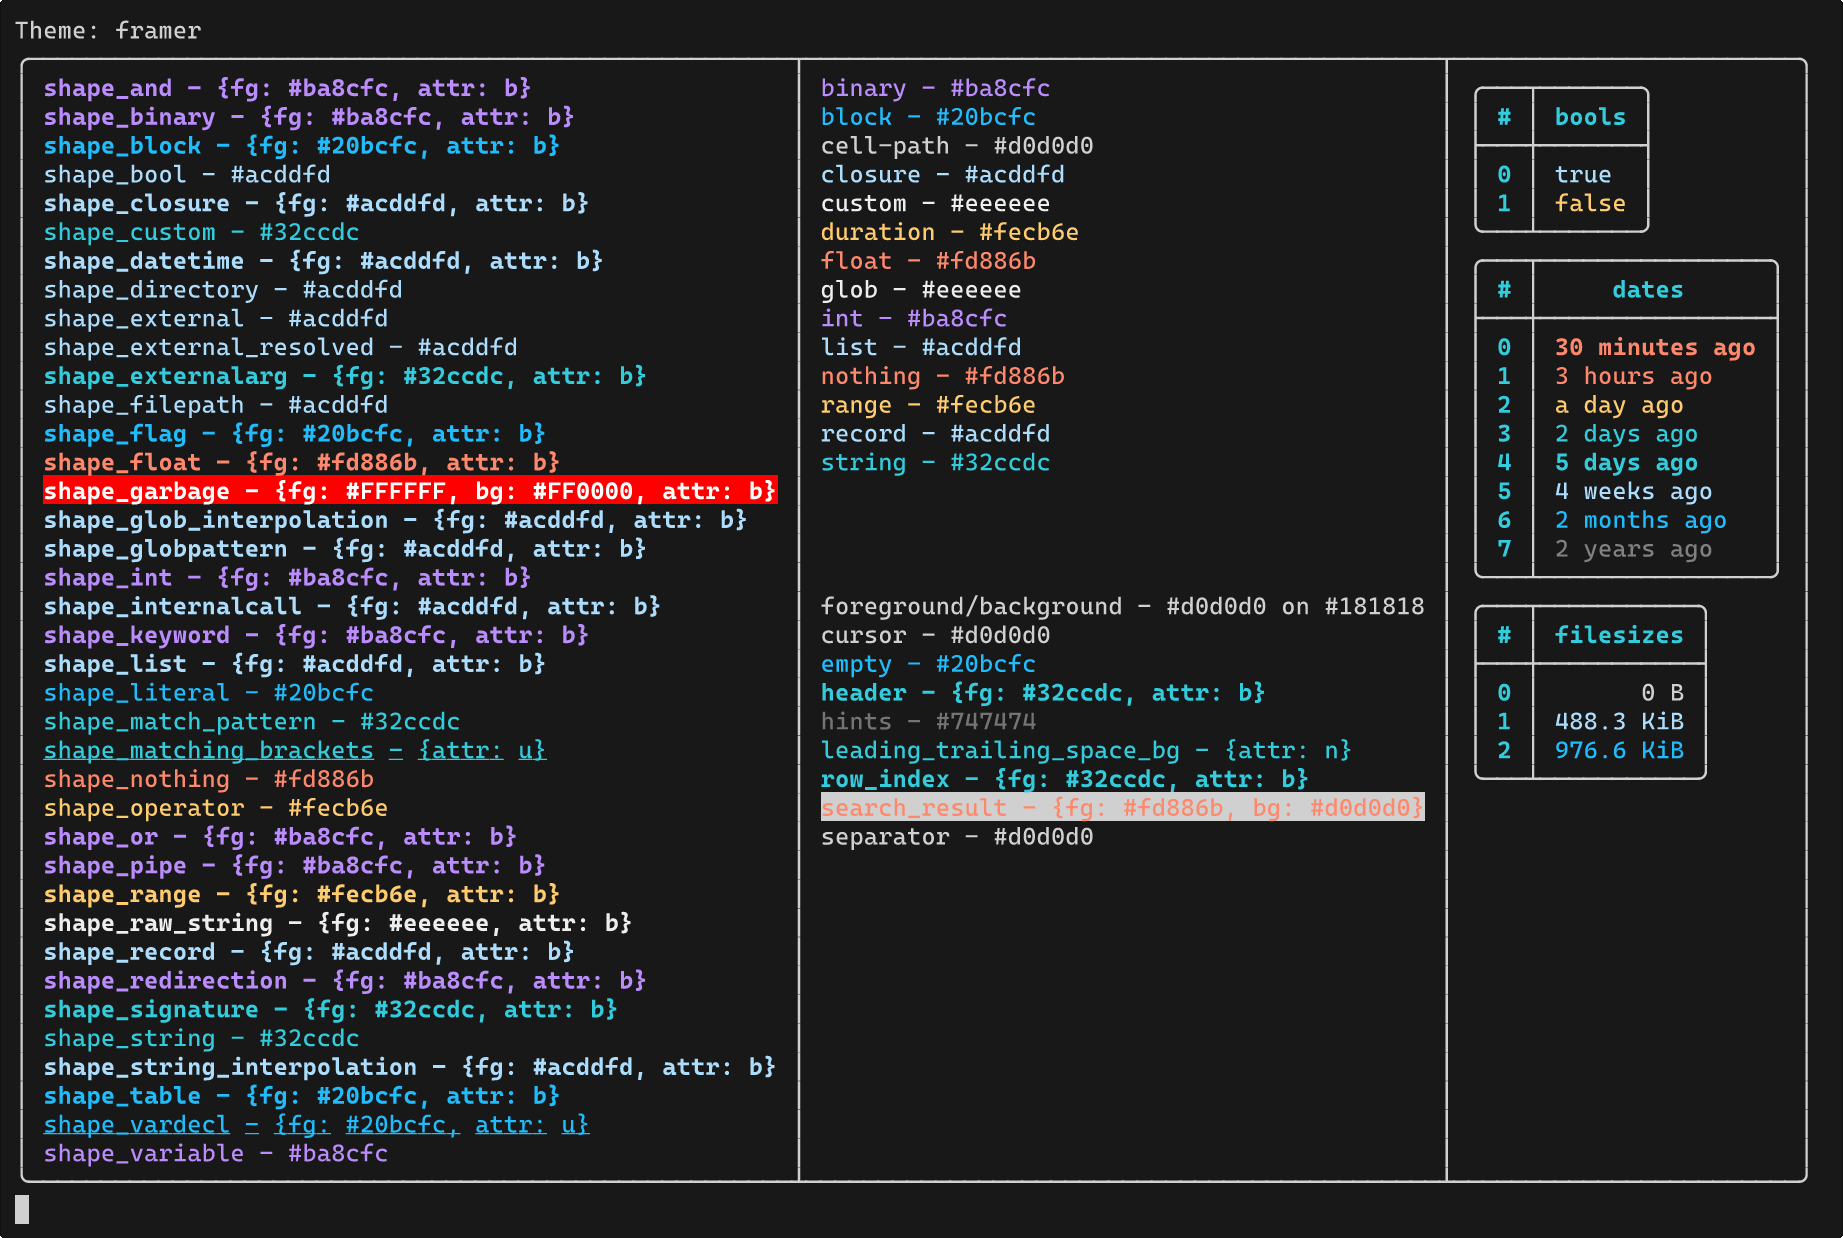 Theme: framer
shape_and - {fg: #ba8cfc, attr: b}
shape_binary - {fg: #ba8cfc, attr: b}
shape_block - {fg: #20bcfc, attr: b}
shape_bool - #acddfd
shape_closure - {fg: #acddfd, attr: b}
shape_custom - #32ccdc
shape_datetime - {fg: #acddfd, attr: b}
shape_directory - #acddfd
shape_external - #acddfd
shape_external_resolved - #acddfd
shape_externalarg - {fg: #32ccdc, attr: b}
shape_filepath - #acddfd
shape_flag - {fg: #20bcfc, attr: b}
shape_float - {fg: #fd886b, attr: b}
shape_garbage - {fg: #FFFFFF, bg: #FF0000, attr: b}
shape_glob_interpolation - {fg: #acddfd, attr: b}
shape_globpattern - {fg: #acddfd, attr: b}
shape_int - {fg: #ba8cfc, attr: b}
shape_internalcall - {fg: #acddfd, attr: b}
shape_keyword - {fg: #ba8cfc, attr: b}
shape_list - {fg: #acddfd, attr: b}
shape_literal - #20bcfc
shape_match_pattern - #32ccdc
shape_matching_brackets - {attr: u}
shape_nothing - #fd886b
shape_operator - #fecb6e
shape_or - {fg: #ba8cfc, attr: b}
shape_pipe - {fg: #ba8cfc, attr: b}
shape_range - {fg: #fecb6e, attr: b}
shape_raw_string - {fg: #eeeeee, attr: b}
shape_record - {fg: #acddfd, attr: b}
shape_redirection - {fg: #ba8cfc, attr: b}
shape_signature - {fg: #32ccdc, attr: b}
shape_string - #32ccdc
shape_string_interpolation - {fg: #acddfd, attr: b}
shape_table - {fg: #20bcfc, attr: b}
shape_vardecl - {fg: #20bcfc, attr: u}
shape_variable - #ba8cfc
binary - #ba8cfc
block - #20bcfc
cell-path - #d0d0d0
closure - #acddfd
custom - #eeeeee
duration - #fecb6e
float - #fd886b
glob - #eeeeee
int - #ba8cfc
list - #acddfd
nothing - #fd886b
range - #fecb6e
record - #acddfd
string - #32ccdc
foreground/background - #d0d0d0 on #181818
cursor - #d0d0d0
empty - #20bcfc
header - {fg: #32ccdc, attr: b}
hints - #747474
leading_trailing_space_bg - {attr: n}
row_index - {fg: #32ccdc, attr: b}
search_result - {fg: #fd886b, bg: #d0d0d0}
separator - #d0d0d0
# bools
0 true
1 false
# dates
0 30 minutes ago
1 3 hours ago
2 a day ago
3 2 days ago
4 5 days ago
5 4 weeks ago
6 2 months ago
7 2 years ago
# filesizes
0 0 B
1 488.3 KiB
2 976.6 KiB